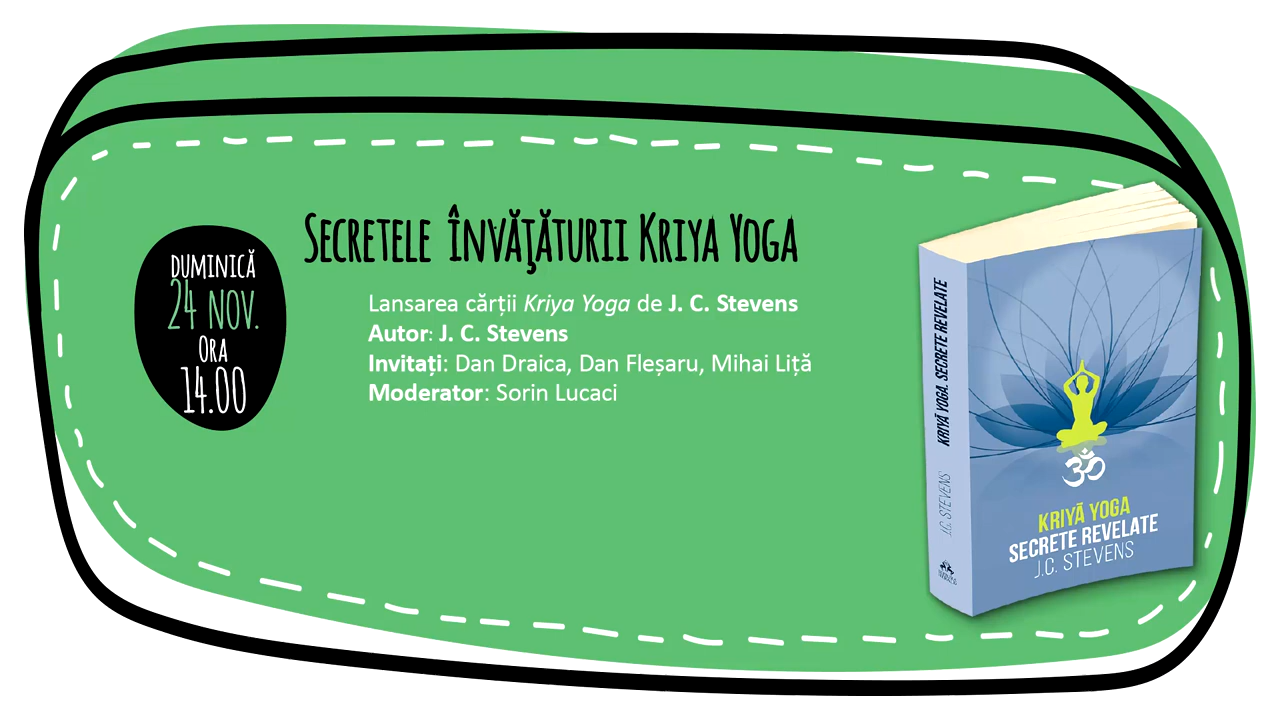 DUMINICĂ
24 NOV.
ORA
14.00
SECRETELE ÎNVĂŢĂTURII KRIYA YOGA
Lansarea cărții Kriya Yoga de J. C. Stevens
Autor: J. C. Stevens
Invitați: Dan Draica, Dan Fleșaru, Mihai Liță
Moderator: Sorin Lucaci
KRIYĀ YOGA. SECRETE REVELATE
J.C. STEVENS
ॐ
KRIYĀ YOGA
SECRETE REVELATE
J.C. STEVENS